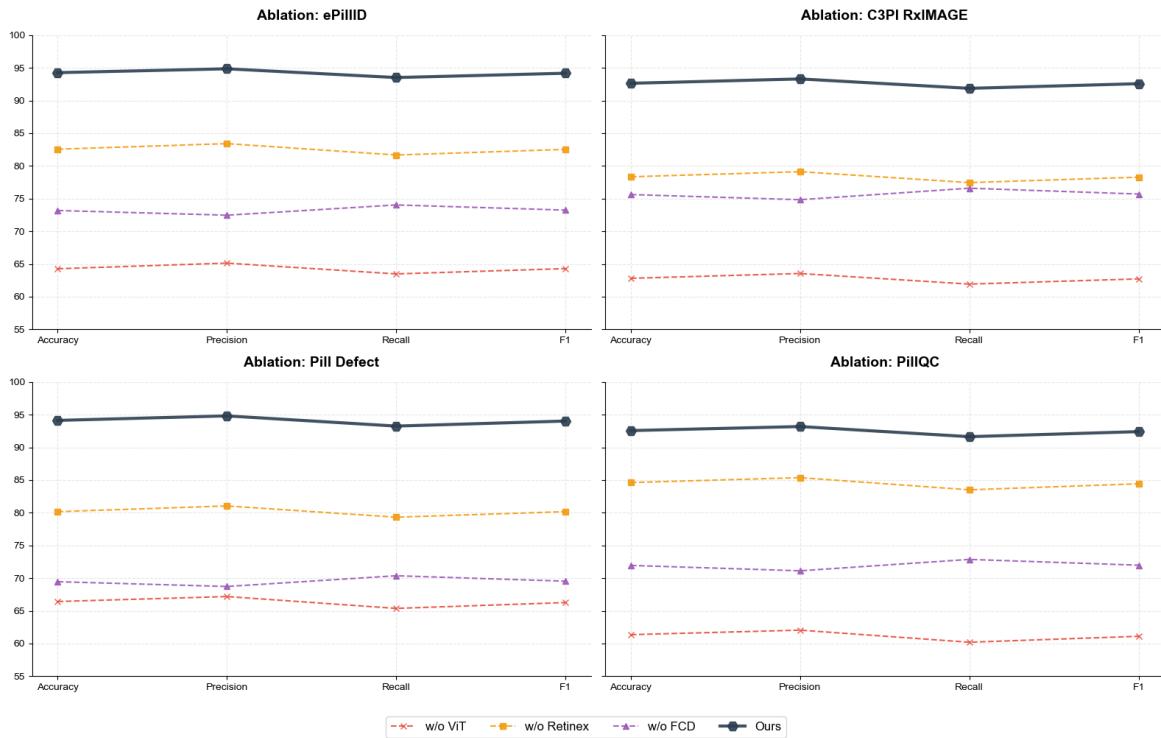 Ablation: ePillID
100
95
90
85
80
75
70
65
60
55
Accuracy Precision Recall F1
Ablation: C3PI RxIMAGE
Accuracy Precision Recall F1
Ablation: Pill Defect
100
95
90
85
80
75
70
65
60
55
Accuracy Precision Recall F1
Ablation: PillQC
Accuracy Precision Recall F1
w/o ViT w/o Retinex w/o FCD Ours